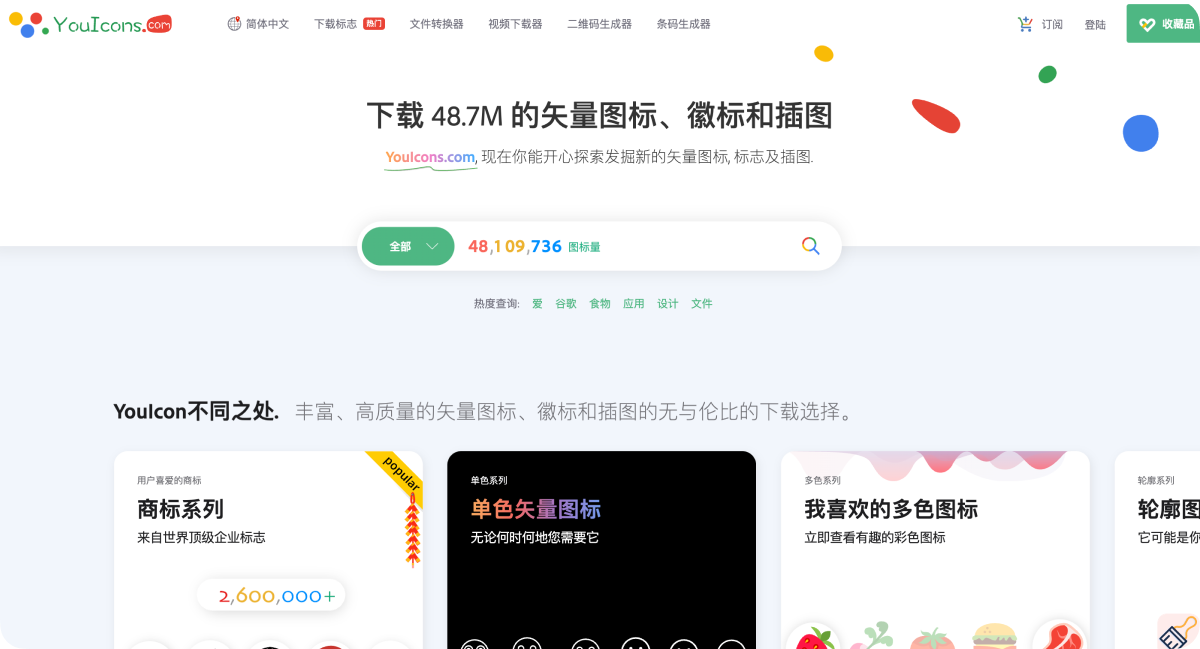 YouIcons.com
简体中文
下载标志 热门
文件转换器
视频下载器
二维码生成器
条码生成器
订阅
登陆
收藏品
下载 48.7M 的矢量图标、徽标和插图
YouIcons.com, 现在你能开心探索发掘新的矢量图标, 标志及插图.
全部
48,109,736 图标量
热度查询: 爱 谷歌 食物 应用 设计 文件
YouIcon不同之处. 丰富、高质量的矢量图标、徽标和插图的无与伦比的下载选择。
popular
用户喜爱的商标
商标系列
来自世界顶级企业标志
2,600,000+
单色系列
单色矢量图标
无论何时何地您需要它
多色系列
我喜欢的多色图标
立即查看有趣的彩色图标
轮廓系列
轮廓图
它可能是你